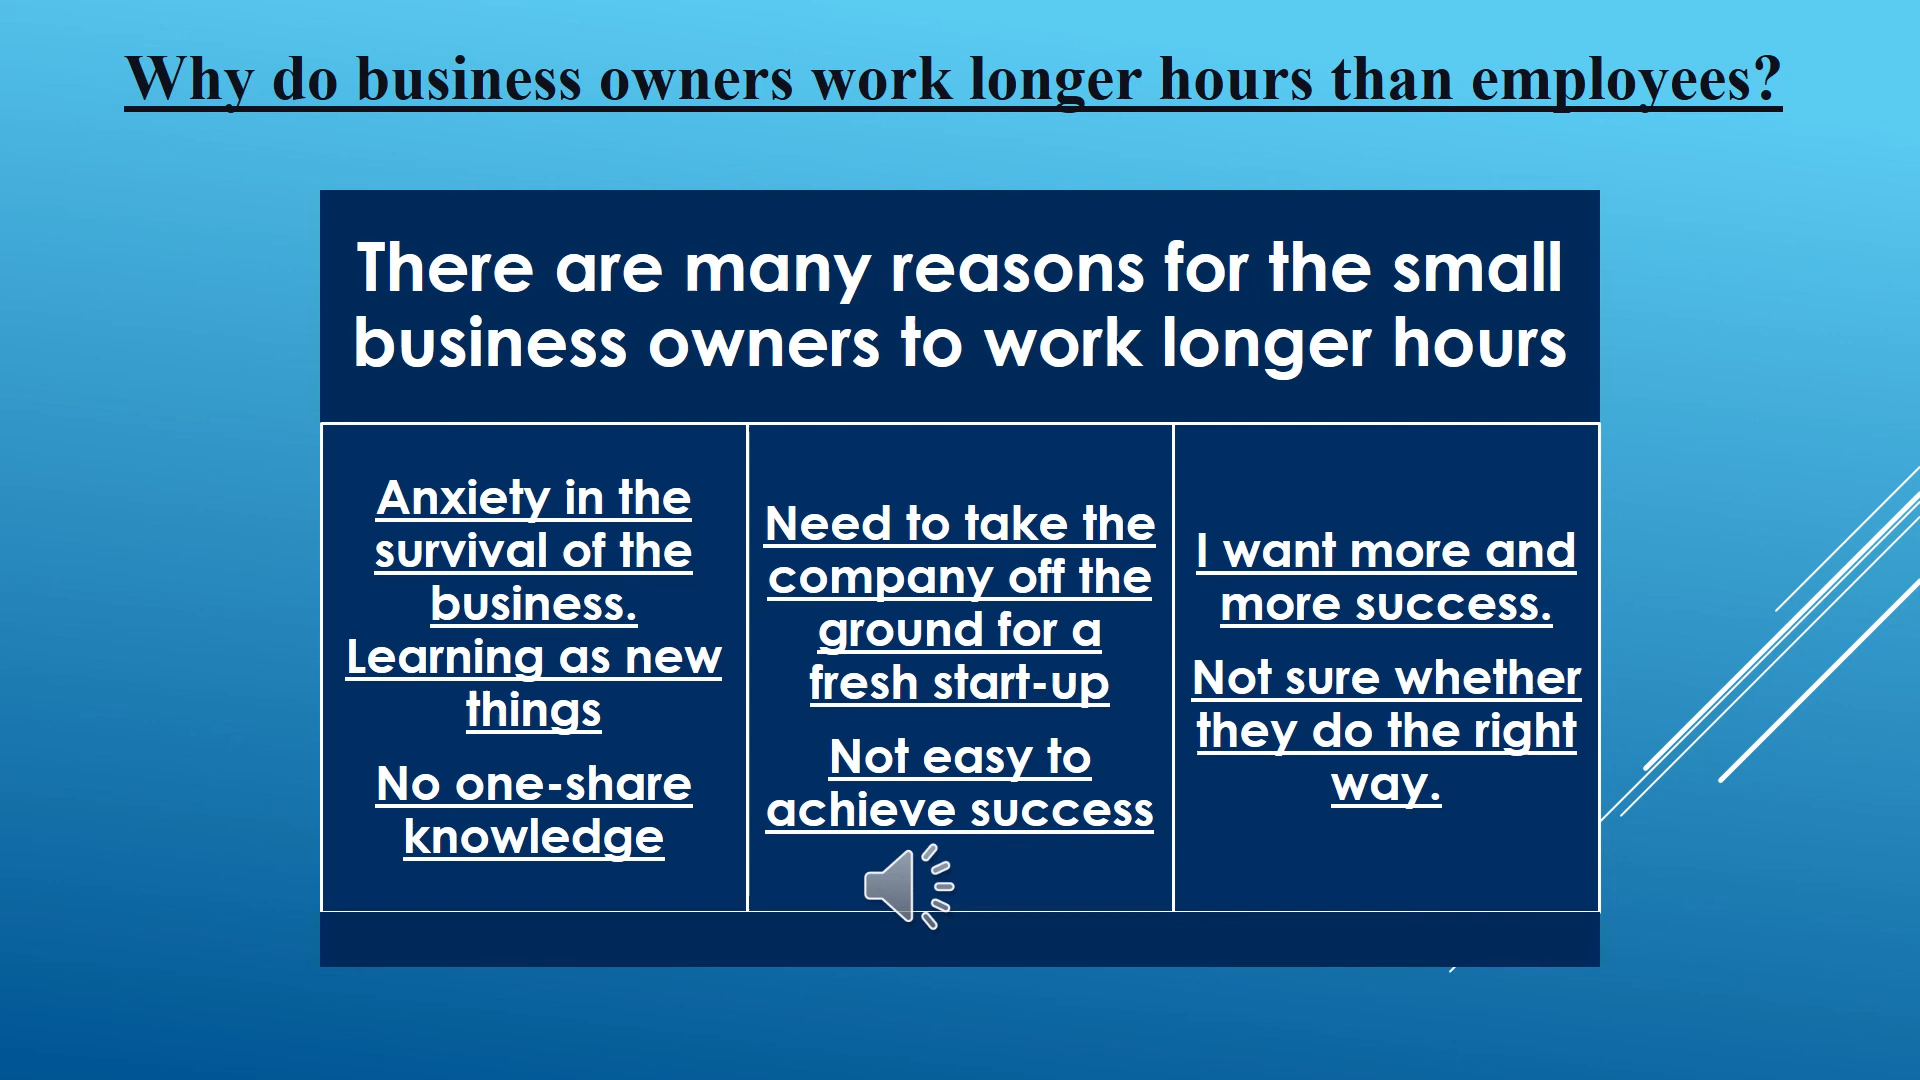 Why do business owners work longer hours than employees?
There are many reasons for the small
business owners to work longer hours
Anxiety in the
survival of the
business.
Learning as new
things
No one-share
knowledge
Need to take the
company off the
ground for a
fresh start-up
Not easy to
achieve success
I want more and
more success.
Not sure whether
they do the right
way.